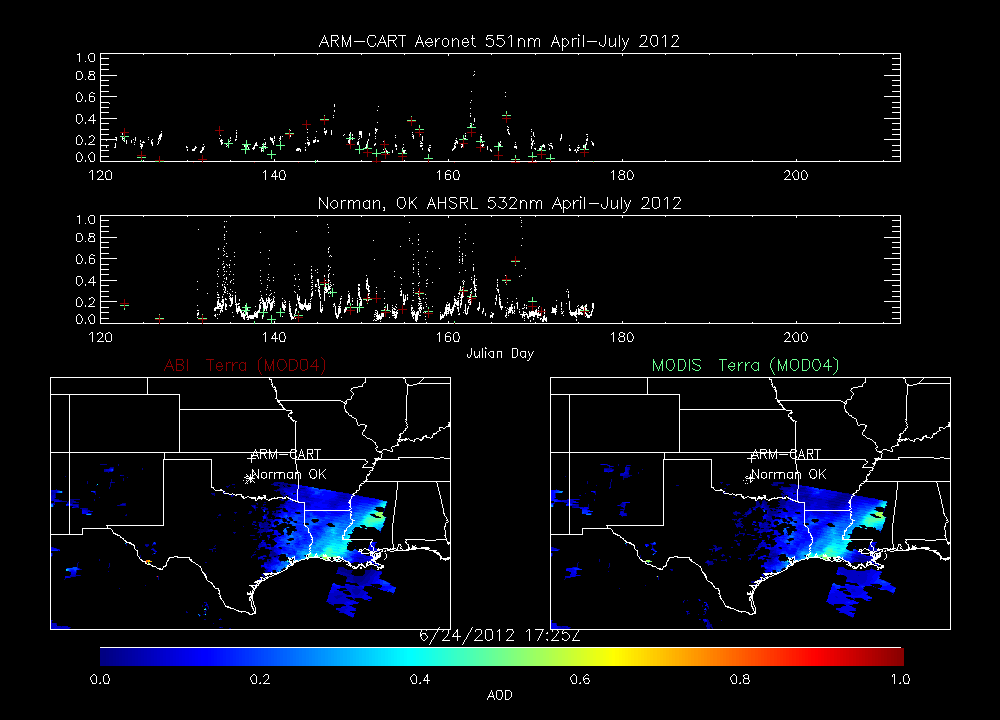 ARM-CART Aeronet 551nm April-July 2012
1.0
0.8
0.6
0.4
0.2
0.0
120 140 160 180 200
Norman, OK AHSRL 532nm April-July 2012
1.0
0.8
0.6
0.4
0.2
0.0
120 140 160 180 200
Julian Day
ABI Terra (MOD04) MODIS Terra (MOD04)
ARM-CART ARM-CART
Norman OK Norman OK
6/24/2012 17:25Z
0.0 0.2 0.4 0.6 0.8 1.0
AOD